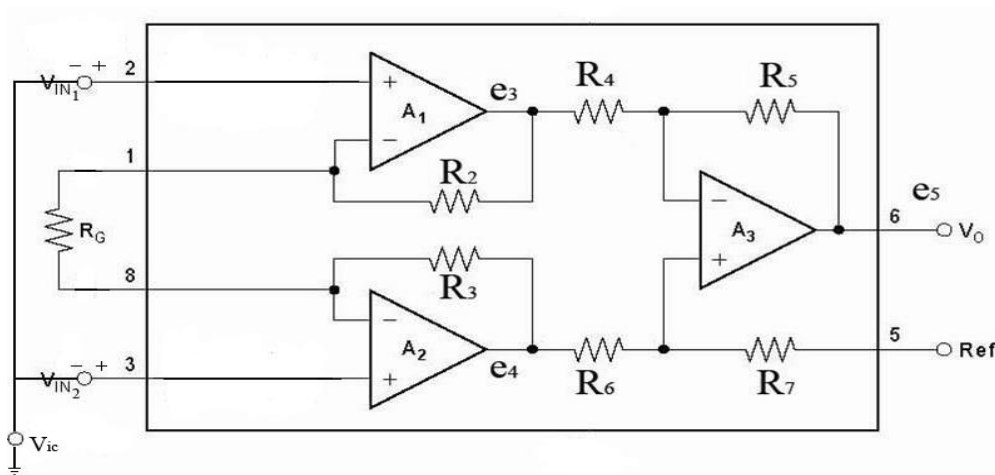 V_IN1 − + 2
+
A1
−
e3
R4
R5
1
R2
RG
−
A3
+
e5
6
VO
8
R3
−
A2
+
e4
R6
R7
5
Ref
V_IN2 − + 3
Vic